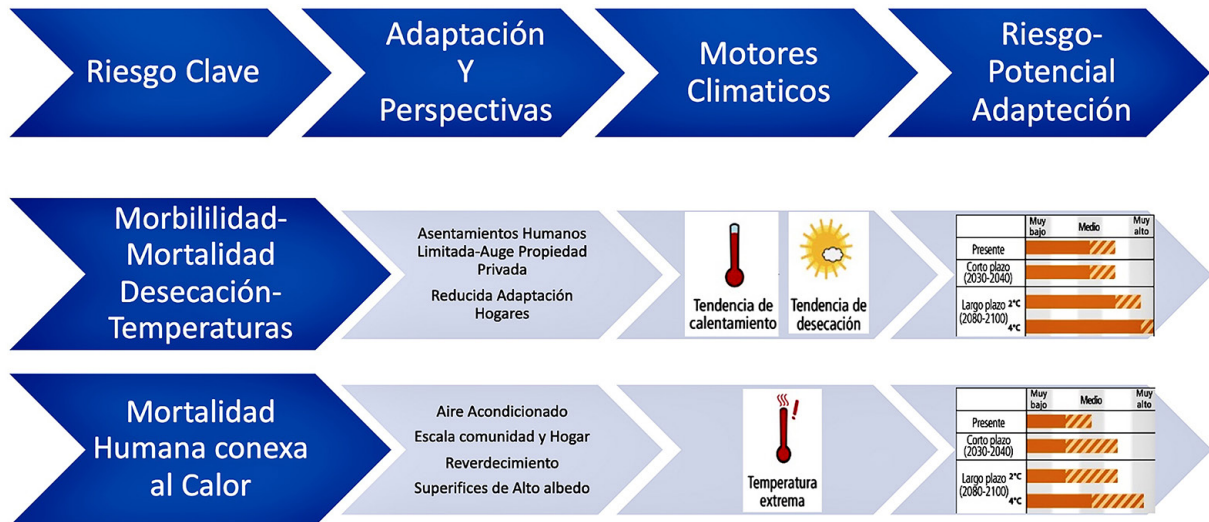 Riesgo Clave
Adaptación
Y
Perspectivas
Motores
Climaticos
Riesgo-
Potencial
Adapteción
Morbililidad-
Mortalidad
Desecación-
Temperaturas
Asentamientos Humanos
Limitada-Auge Propiedad
Privada
Reducida Adaptación
Hogares
Tendencia de
calentamiento
Tendencia de
desecación
Muy
bajo
Medio
Muy
alto
Presente
Corto plazo
(2030-2040)
Largo plazo 2°C
(2080-2100)
4°C
Mortalidad
Humana conexa
al Calor
Aire Acondicionado
Escala comunidad y Hogar
Reverdecimiento
Superifices de Alto albedo
!
Temperatura
extrema
Muy
bajo
Medio
Muy
alto
Presente
Corto plazo
(2030-2040)
Largo plazo 2°C
(2080-2100)
4°C